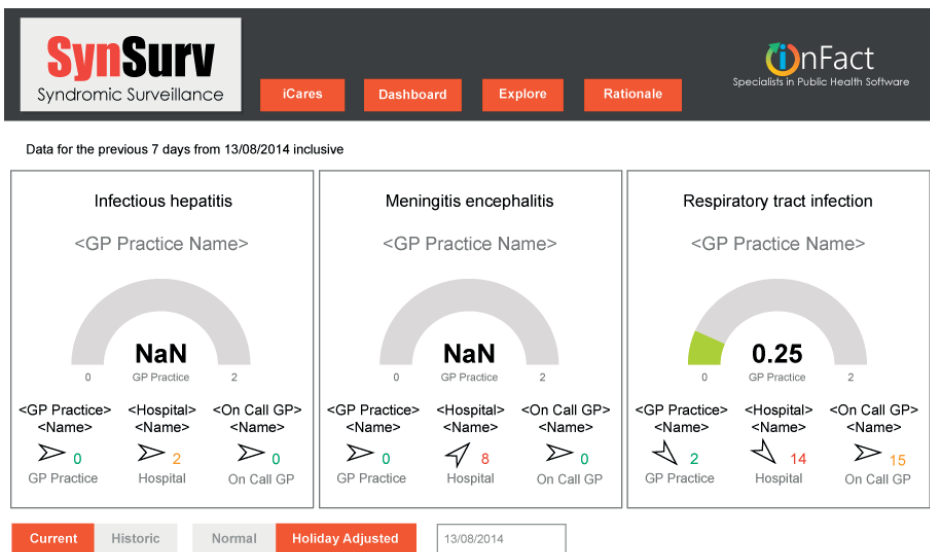 SynSurv
Syndromic Surveillance
iCares
Dashboard
Explore
Rationale
ionFact
Specialists in Public Health Software
Data for the previous 7 days from 13/08/2014 inclusive
Infectious hepatitis
<GP Practice Name>
NaN
0 GP Practice 2
<GP Practice> <Hospital> <On Call GP>
<Name> <Name> <Name>
0 2 0
GP Practice Hospital On Call GP
Meningitis encephalitis
<GP Practice Name>
NaN
0 GP Practice 2
<GP Practice> <Hospital> <On Call GP>
<Name> <Name> <Name>
0 8 0
GP Practice Hospital On Call GP
Respiratory tract infection
<GP Practice Name>
0.25
0 GP Practice 2
<GP Practice> <Hospital> <On Call GP>
<Name> <Name> <Name>
2 14 15
GP Practice Hospital On Call GP
Current Historic Normal Holiday Adjusted 13/08/2014